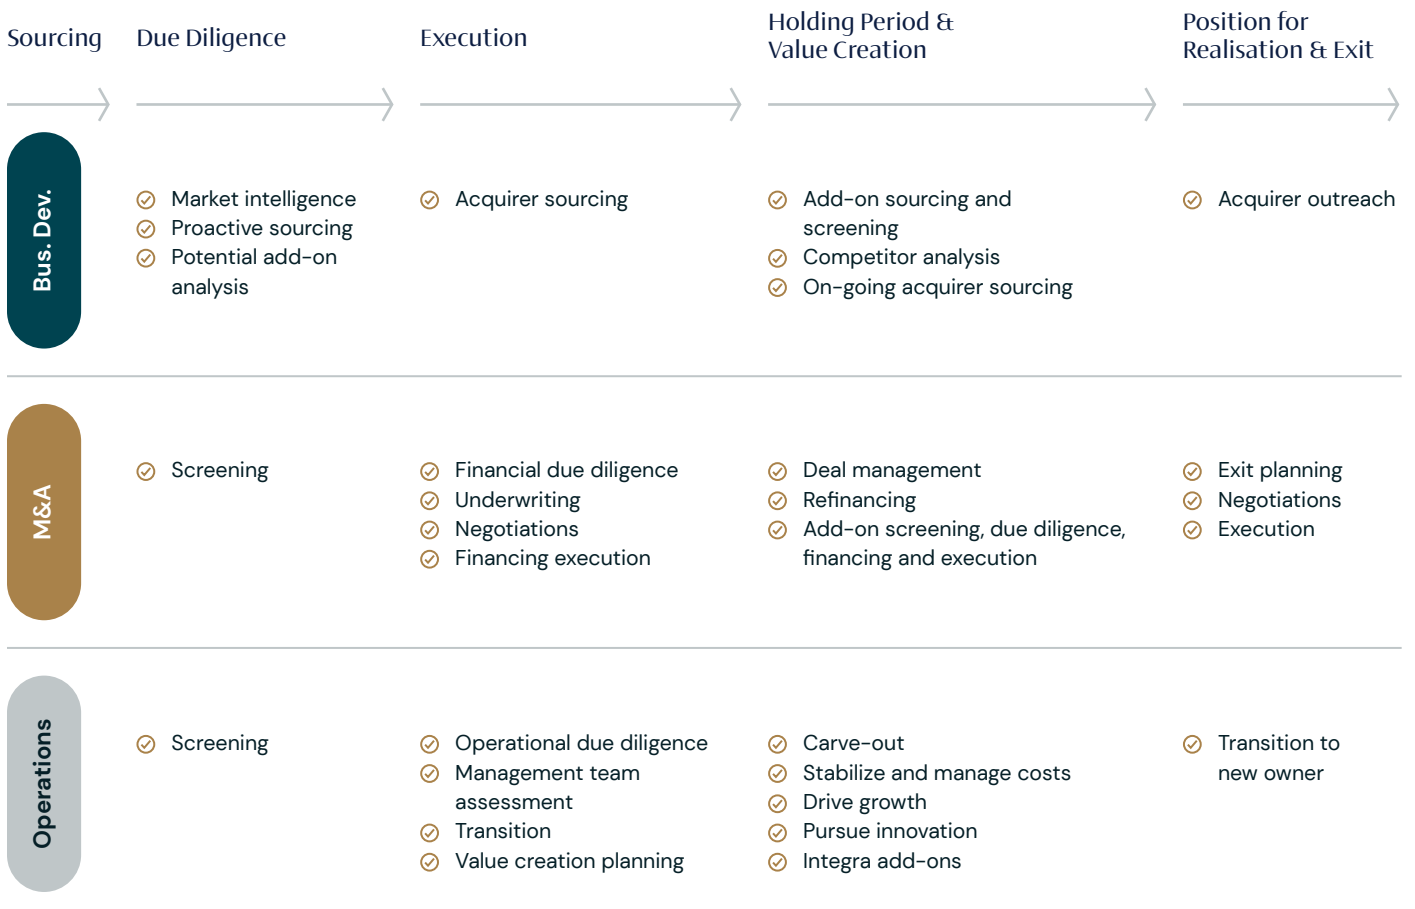 Sourcing
Due Diligence
Execution
Holding Period &
Value Creation
Position for
Realisation & Exit
Bus. Dev.
Market intelligence
Proactive sourcing
Potential add-on
analysis
Acquirer sourcing
Add-on sourcing and
screening
Competitor analysis
On-going acquirer sourcing
Acquirer outreach
M&A
Screening
Financial due diligence
Underwriting
Negotiations
Financing execution
Deal management
Refinancing
Add-on screening, due diligence,
financing and execution
Exit planning
Negotiations
Execution
Operations
Screening
Operational due diligence
Management team
assessment
Transition
Value creation planning
Carve-out
Stabilize and manage costs
Drive growth
Pursue innovation
Integra add-ons
Transition to
new owner